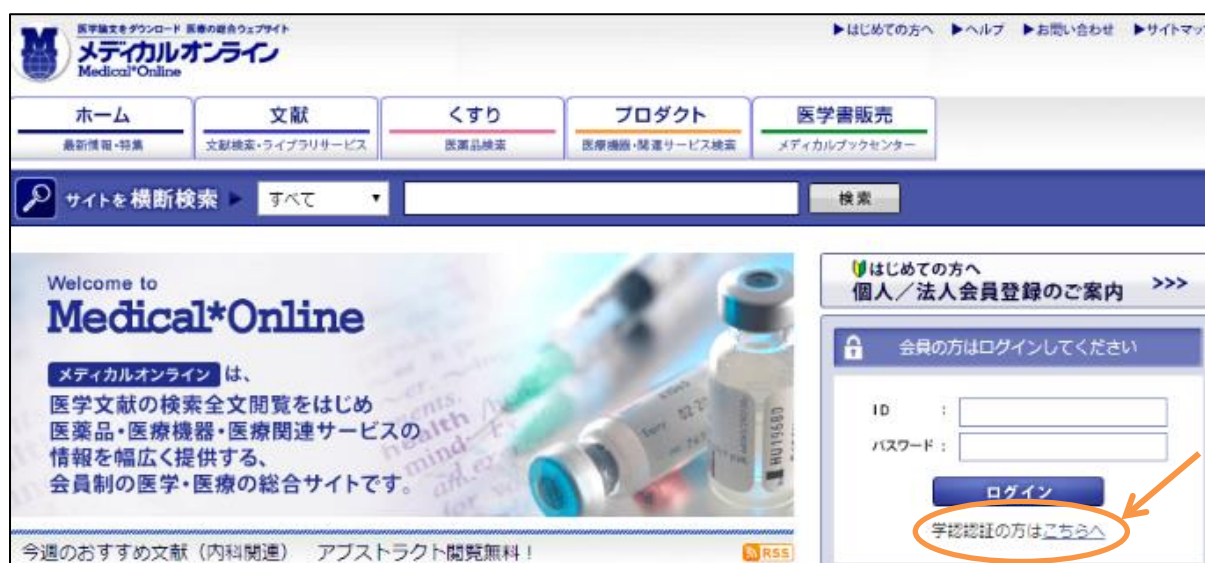 医学論文をダウンロード 医療の総合ウェブサイト
メディカルオンライン
Medical*Online
▶はじめての方へ ▶ヘルプ ▶お問い合わせ ▶サイトマップ
ホーム
最新情報・特集
文献
文献検索・ライブラリサービス
くすり
医薬品検索
プロダクト
医療機器・関連サービス検索
医学書販売
メディカルブックセンター
サイトを横断検索 ▶ すべて ▼ 検索
Welcome to
Medical*Online
メディカルオンライン は、
医学文献の検索全文閲覧をはじめ
医薬品・医療機器・医療関連サービスの
情報を幅広く提供する、
会員制の医学・医療の総合サイトです。
health
mind
HU19680
はじめての方へ
個人／法人会員登録のご案内 >>>
会員の方はログインしてください
ID :
パスワード :
ログイン
学認認証の方はこちらへ
今週のおすすめ文献（内科関連） アブストラクト閲覧無料！ RSS